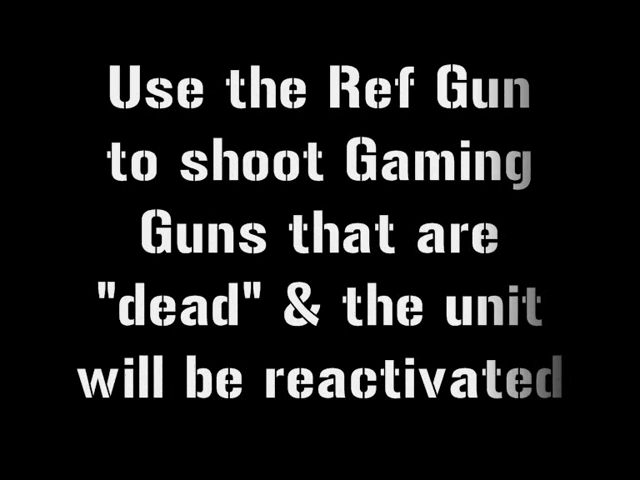 Use the Ref Gun
to shoot Gaming
Guns that are
"dead" & the unit
will be reactivated